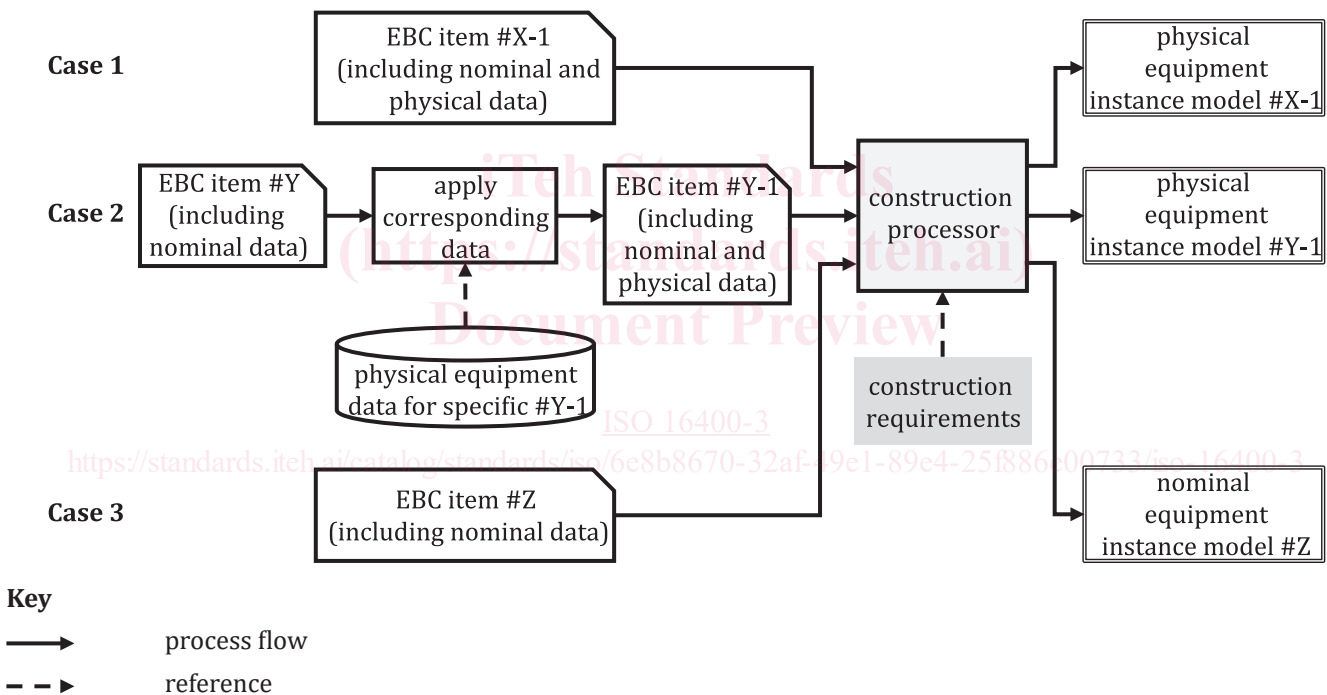 Case 1
EBC item #X-1
(including nominal and
physical data)
physical
equipment
instance model #X-1
Case 2
EBC item #Y
(including
nominal data)
apply
corresponding
data
EBC item #Y-1
(including
nominal and
physical data)
construction
processor
physical
equipment
instance model #Y-1
iTeh Standards
(https://standards.iteh.ai)
Document Preview
physical equipment
data for specific #Y-1
construction
requirements
ISO 16400-3
https://standards.iteh.ai/catalog/standards/iso/6e8b8670-32af-49e1-89e4-25f886e00733/iso-16400-3
Case 3
EBC item #Z
(including nominal data)
nominal
equipment
instance model #Z
Key
process flow
reference